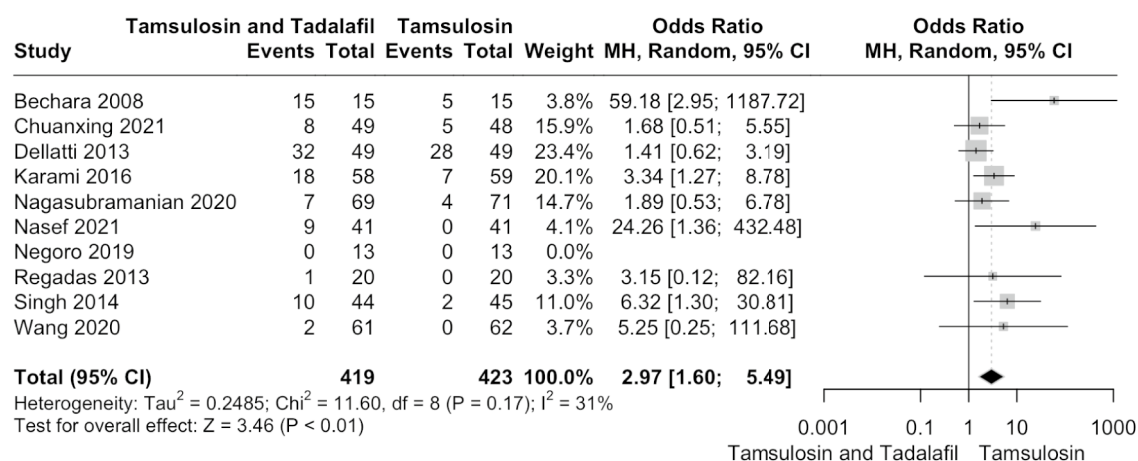 Tamsulosin and Tadalafil Tamsulosin Odds Ratio Odds Ratio
Study Events Total Events Total Weight MH, Random, 95% CI MH, Random, 95% CI
Bechara 2008 15 15 5 15 3.8% 59.18 [2.95; 1187.72]
Chuanxing 2021 8 49 5 48 15.9% 1.68 [0.51; 5.55]
Dellatti 2013 32 49 28 49 23.4% 1.41 [0.62; 3.19]
Karami 2016 18 58 7 59 20.1% 3.34 [1.27; 8.78]
Nagasubramanian 2020 7 69 4 71 14.7% 1.89 [0.53; 6.78]
Nasef 2021 9 41 0 41 4.1% 24.26 [1.36; 432.48]
Negoro 2019 0 13 0 13 0.0%
Regadas 2013 1 20 0 20 3.3% 3.15 [0.12; 82.16]
Singh 2014 10 44 2 45 11.0% 6.32 [1.30; 30.81]
Wang 2020 2 61 0 62 3.7% 5.25 [0.25; 111.68]
Total (95% CI) 419 423 100.0% 2.97 [1.60; 5.49]
Heterogeneity: Tau² = 0.2485; Chi² = 11.60, df = 8 (P = 0.17); I² = 31%
Test for overall effect: Z = 3.46 (P < 0.01)
0.001 0.1 1 10 1000
Tamsulosin and Tadalafil Tamsulosin